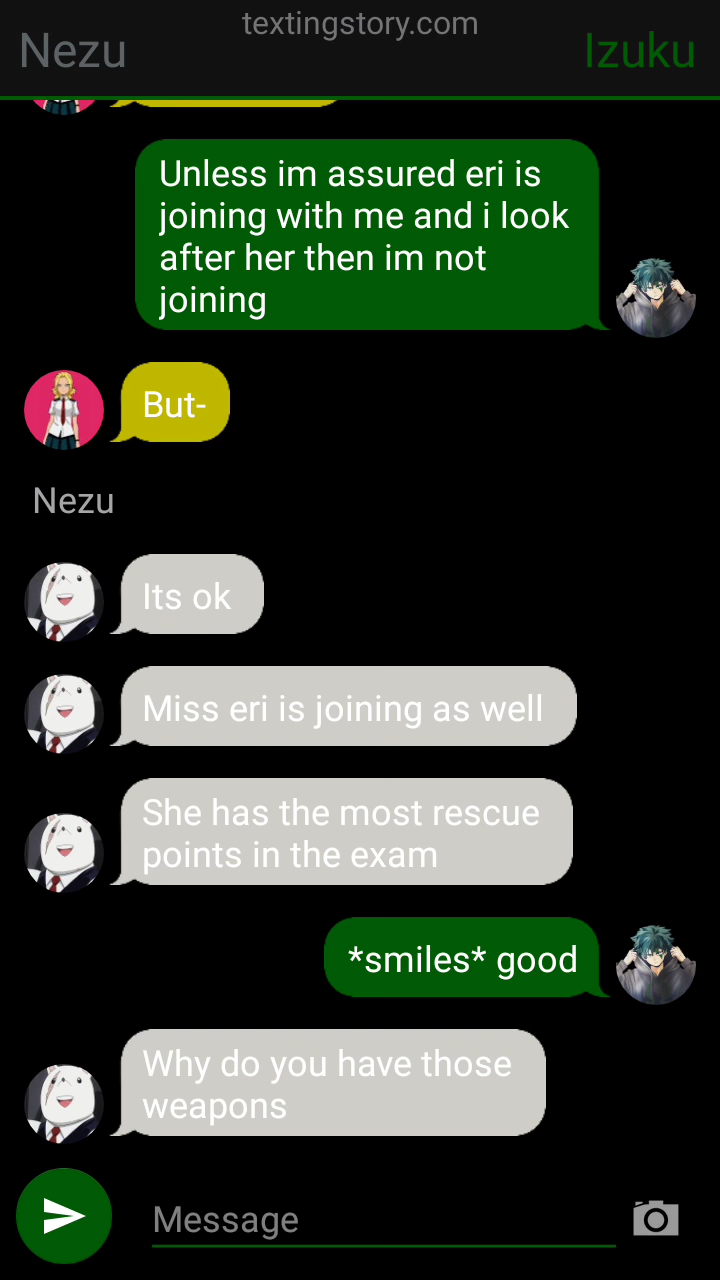 textingstory.com
Nezu
Izuku
Unless im assured eri is
joining with me and i look
after her then im not
joining
But-
Nezu
Its ok
Miss eri is joining as well
She has the most rescue
points in the exam
*smiles* good
Why do you have those
weapons
Message